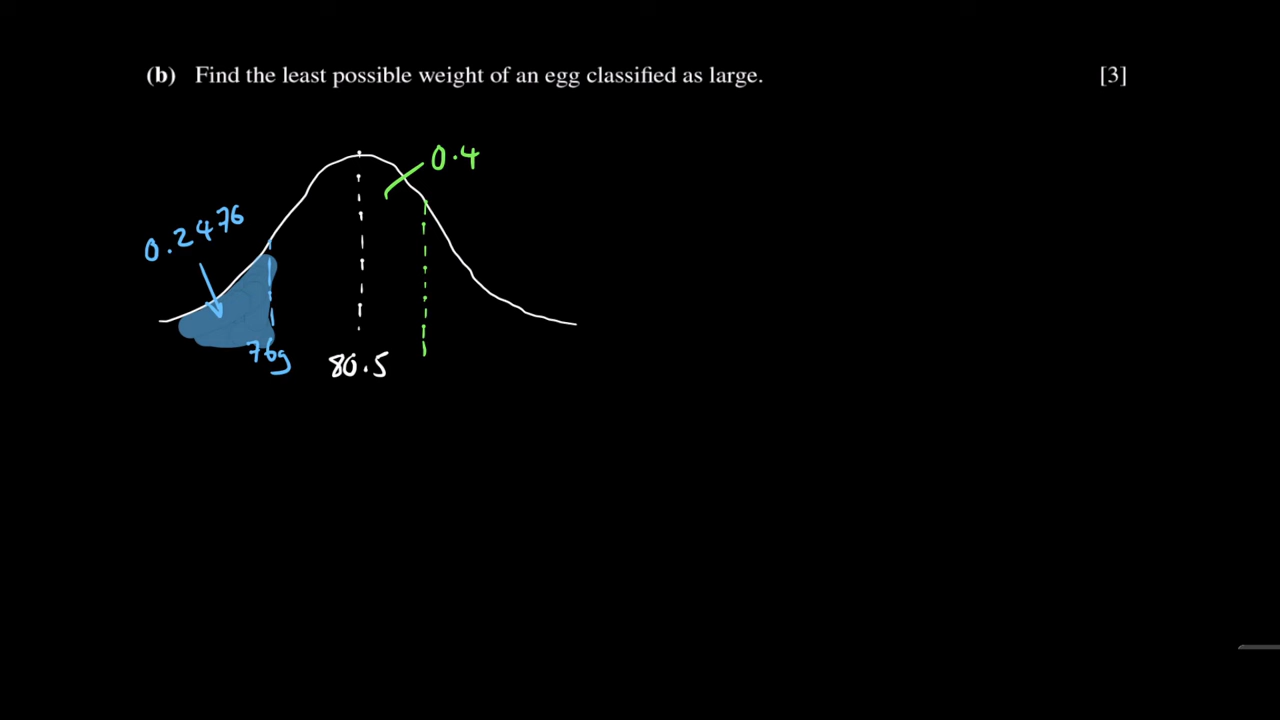 (b) Find the least possible weight of an egg classified as large. [3]
0.4
0.2476
76g
80.5